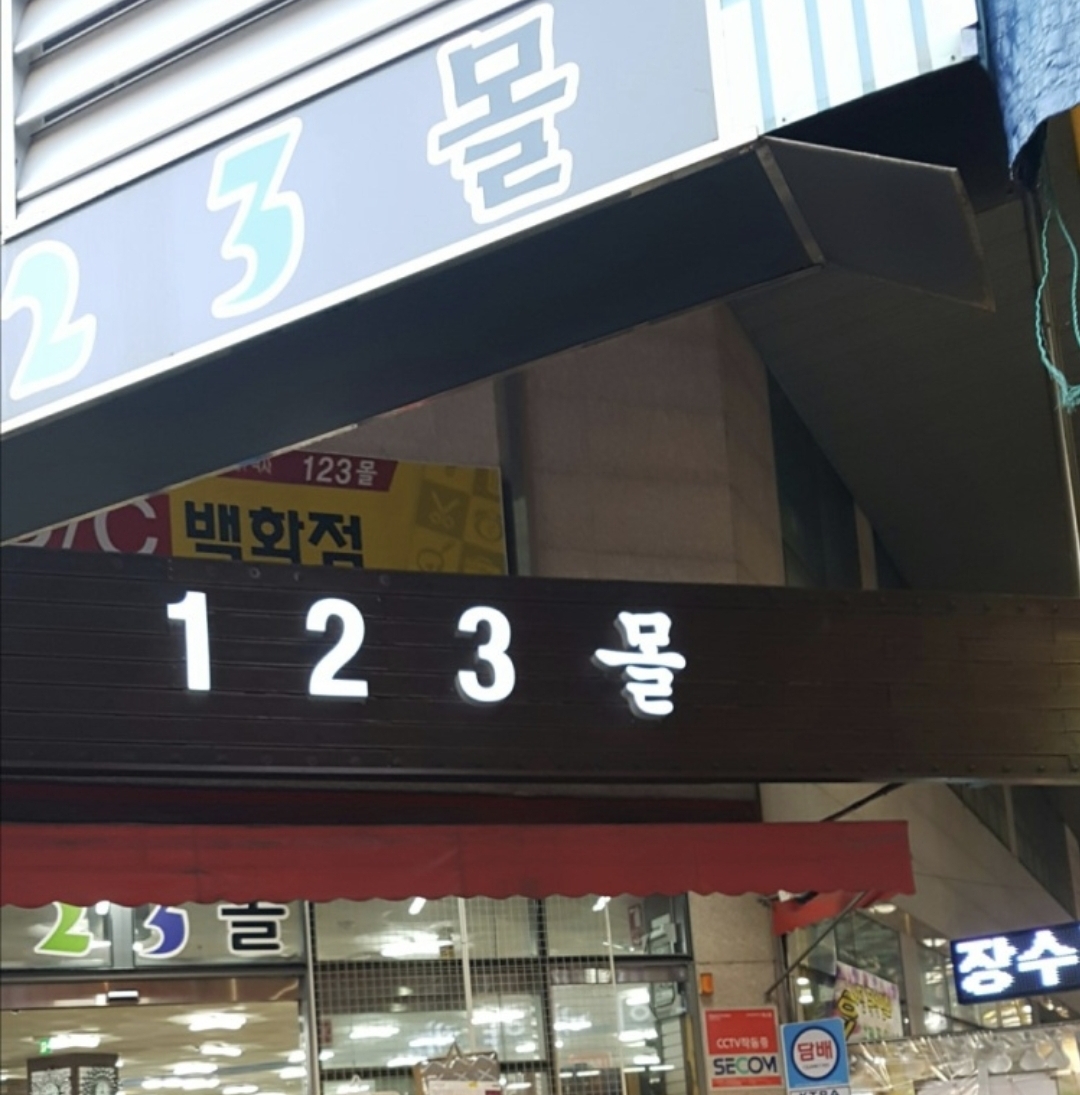 2 3 몰
123몰
/C
백화점
1 2 3 몰
2 3 몰
장수
CCTV작동중
SECOM
담배